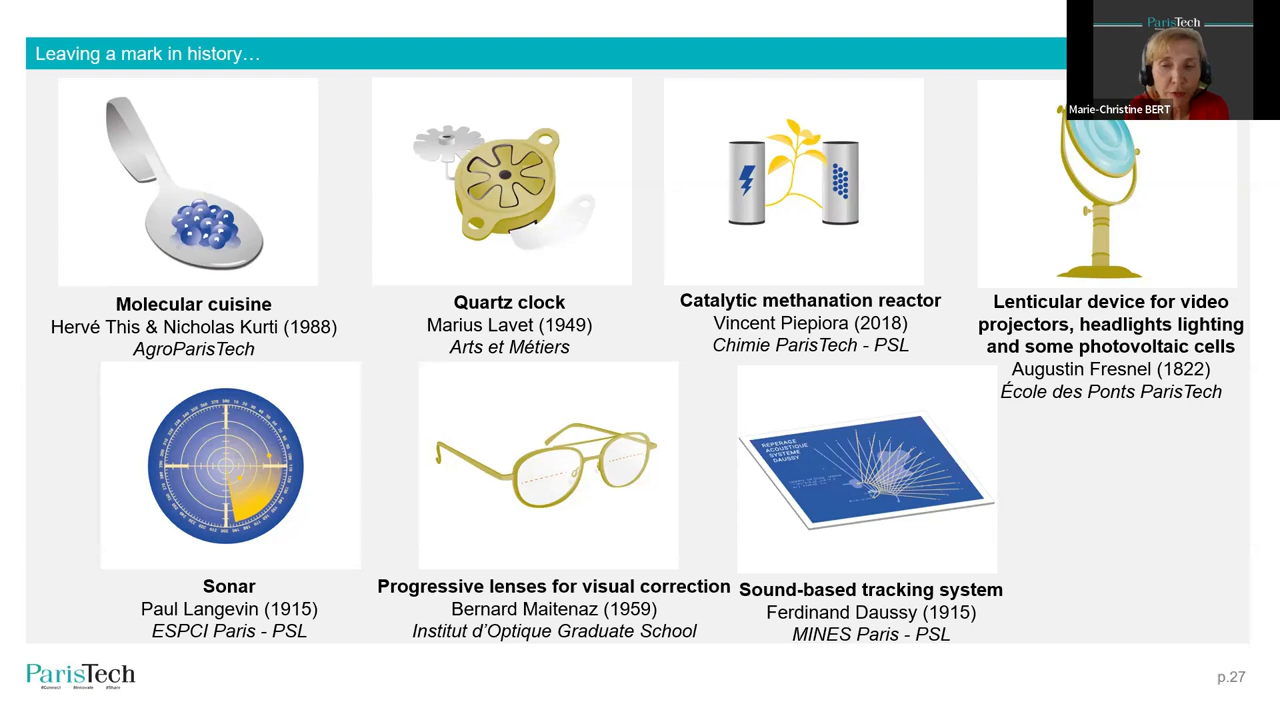 Leaving a mark in history…
ParisTech
Marie-Christine BERT
Molecular cuisine
Hervé This & Nicholas Kurti (1988)
AgroParisTech
Quartz clock
Marius Lavet (1949)
Arts et Métiers
Catalytic methanation reactor
Vincent Piepiora (2018)
Chimie ParisTech - PSL
Lenticular device for video
projectors, headlights lighting
and some photovoltaic cells
Augustin Fresnel (1822)
École des Ponts ParisTech
REPERAGE
ACOUSTIQUE
SYSTEME
DAUSSY
Sonar
Paul Langevin (1915)
ESPCI Paris - PSL
Progressive lenses for visual correction
Bernard Maitenaz (1959)
Institut d’Optique Graduate School
Sound-based tracking system
Ferdinand Daussy (1915)
MINES Paris - PSL
ParisTech
#Connect #Innovate #Share
p.27